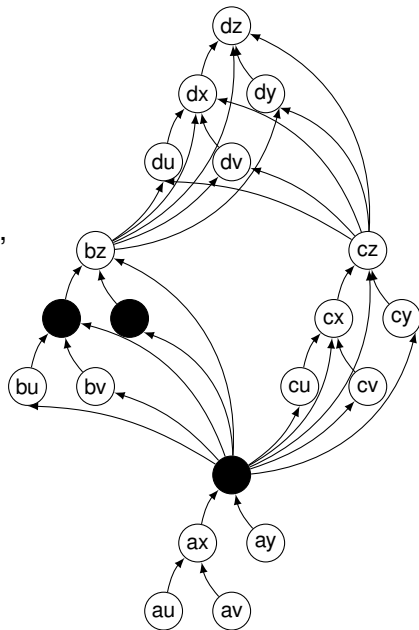 dz
dx dy
du dv
,
bz cz
cx cy
bu bv cu cv
ax ay
au av